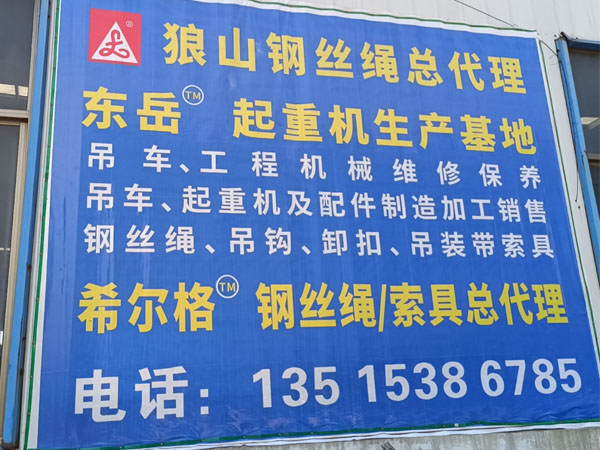 狼山钢丝绳总代理
东岳™ 起重机生产基地
吊车、工程机械维修保养
吊车、起重机及配件制造加工销售
钢丝绳、吊钩、卸扣、吊装带索具
希尔格™ 钢丝绳/索具总代理
电话：135 1538 6785